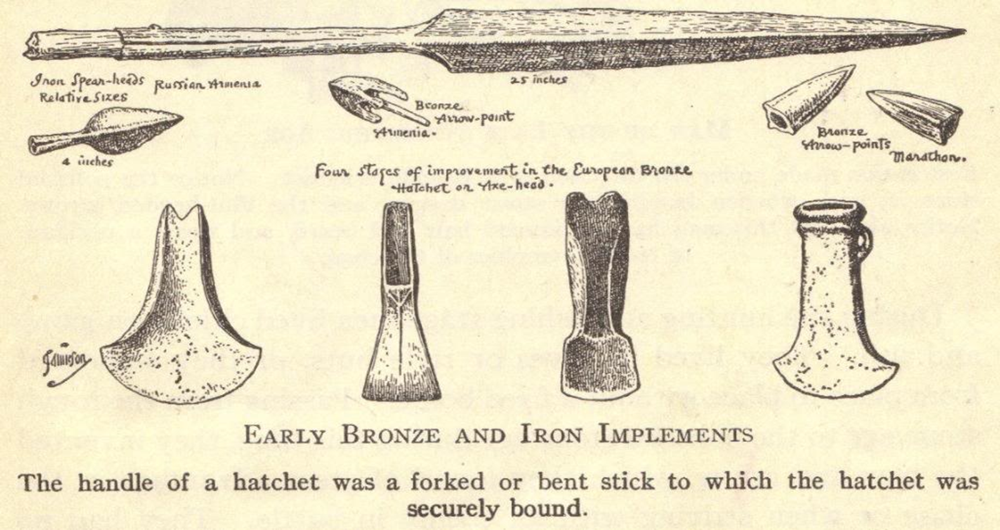 25 inches
Iron Spear-heads
Relative Sizes
Russian Armenia
4 inches
Bronze
Arrow-point
Armenia.
Bronze
Arrow-points
Marathon.
Four stages of improvement in the European Bronze
Hatchet or Axe-head.
EARLY BRONZE AND IRON IMPLEMENTS
The handle of a hatchet was a forked or bent stick to which the hatchet was
securely bound.